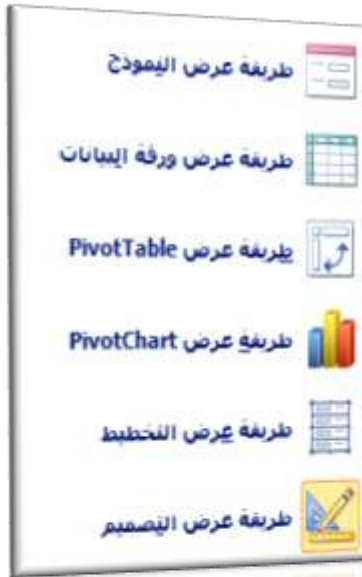 طريقة عرض النموذج
طريقة عرض ورقة البيانات
طريقة عرض PivotTable
طريقة عرض PivotChart
طريقة عرض التخطيط
طريقة عرض التصميم